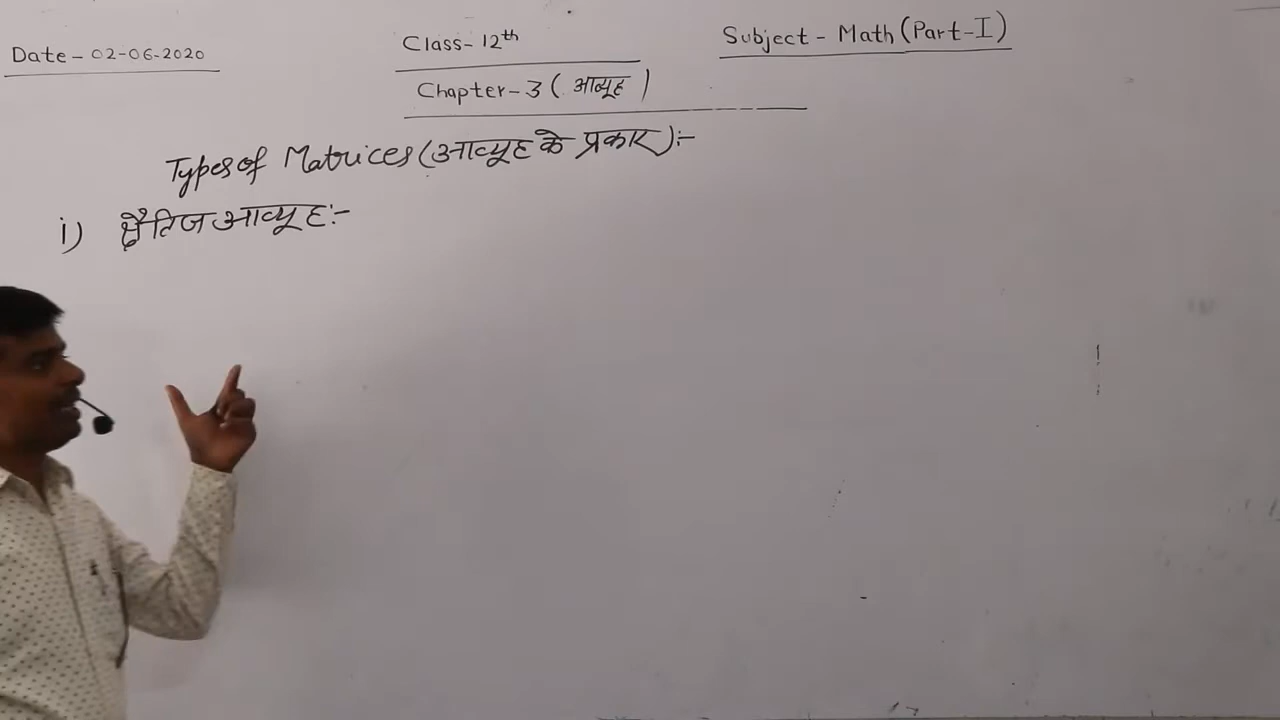 Date - 02-06-2020
Class- 12th
Subject - Math (Part-I)
Chapter-3 ( आव्यूह )
Types of Matrices (आव्यूह के प्रकार):-
i) क्षैतिज आव्यूह:-